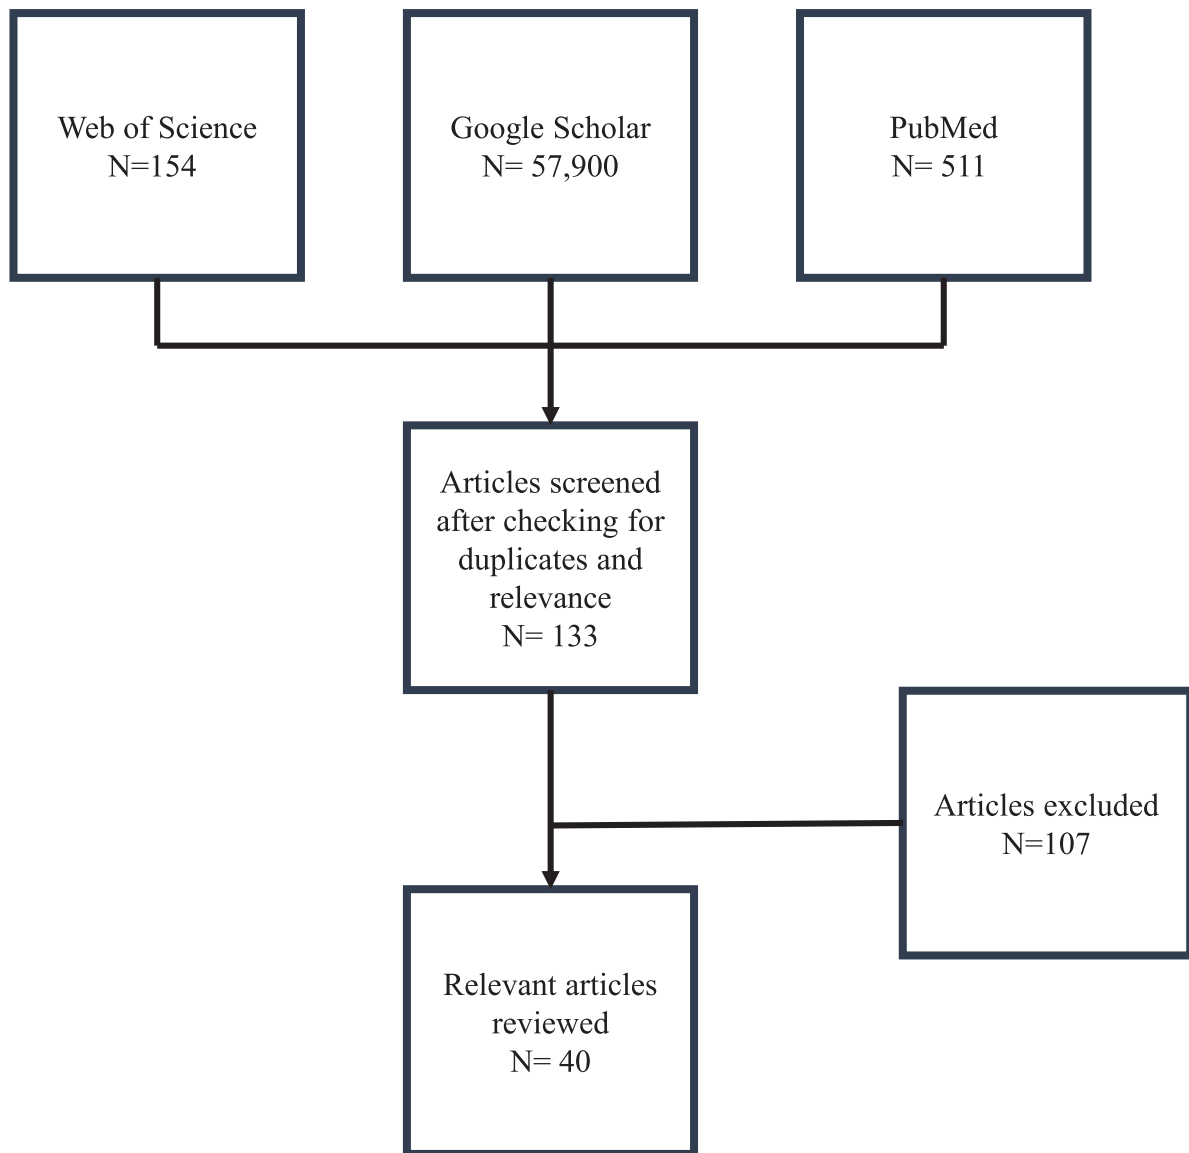 Web of Science
N=154
Google Scholar
N= 57,900
PubMed
N= 511
Articles screened
after checking for
duplicates and
relevance
N= 133
Articles excluded
N=107
Relevant articles
reviewed
N= 40